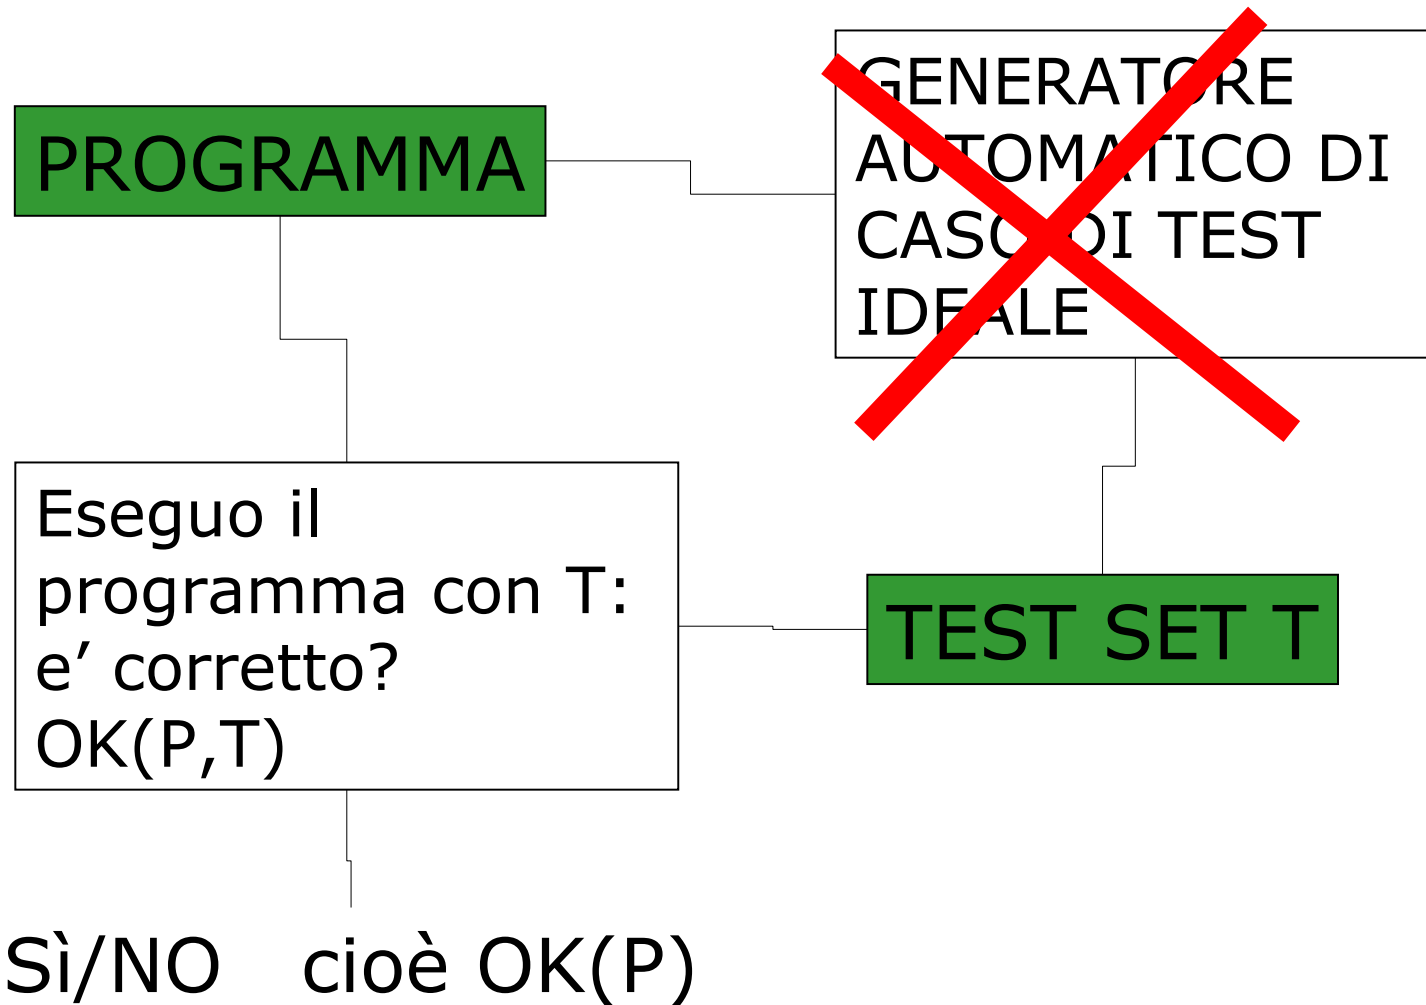 PROGRAMMA
GENERATORE
AUTOMATICO DI
CASO DI TEST
IDEALE
Eseguo il
programma con T:
e’ corretto?
OK(P,T)
TEST SET T
Sì/NO cioè OK(P)